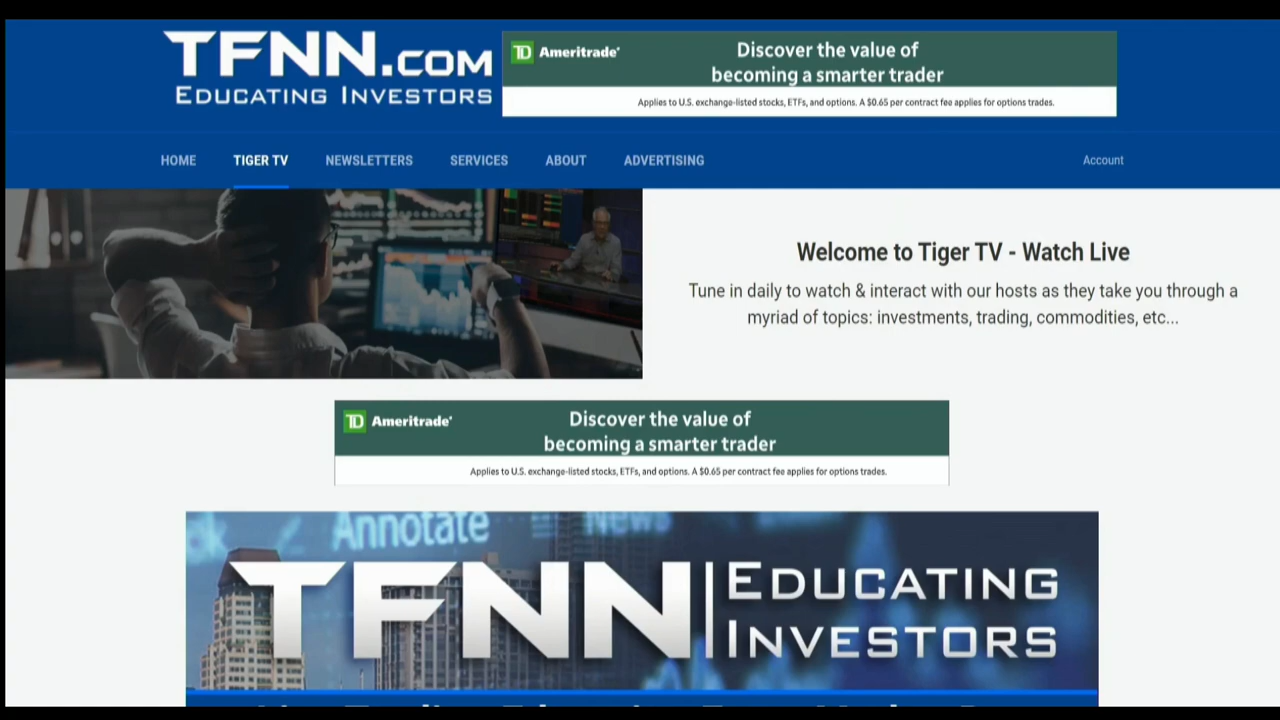 TFNN.COM
EDUCATING INVESTORS
TD Ameritrade
Discover the value of
becoming a smarter trader
Applies to U.S. exchange-listed stocks, ETFs, and options. A $0.65 per contract fee applies for options trades.
HOME TIGER TV NEWSLETTERS SERVICES ABOUT ADVERTISING Account
Welcome to Tiger TV - Watch Live
Tune in daily to watch & interact with our hosts as they take you through a
myriad of topics: investments, trading, commodities, etc...
TD Ameritrade
Discover the value of
becoming a smarter trader
Applies to U.S. exchange-listed stocks, ETFs, and options. A $0.65 per contract fee applies for options trades.
Annotate News
TFNN EDUCATING
INVESTORS